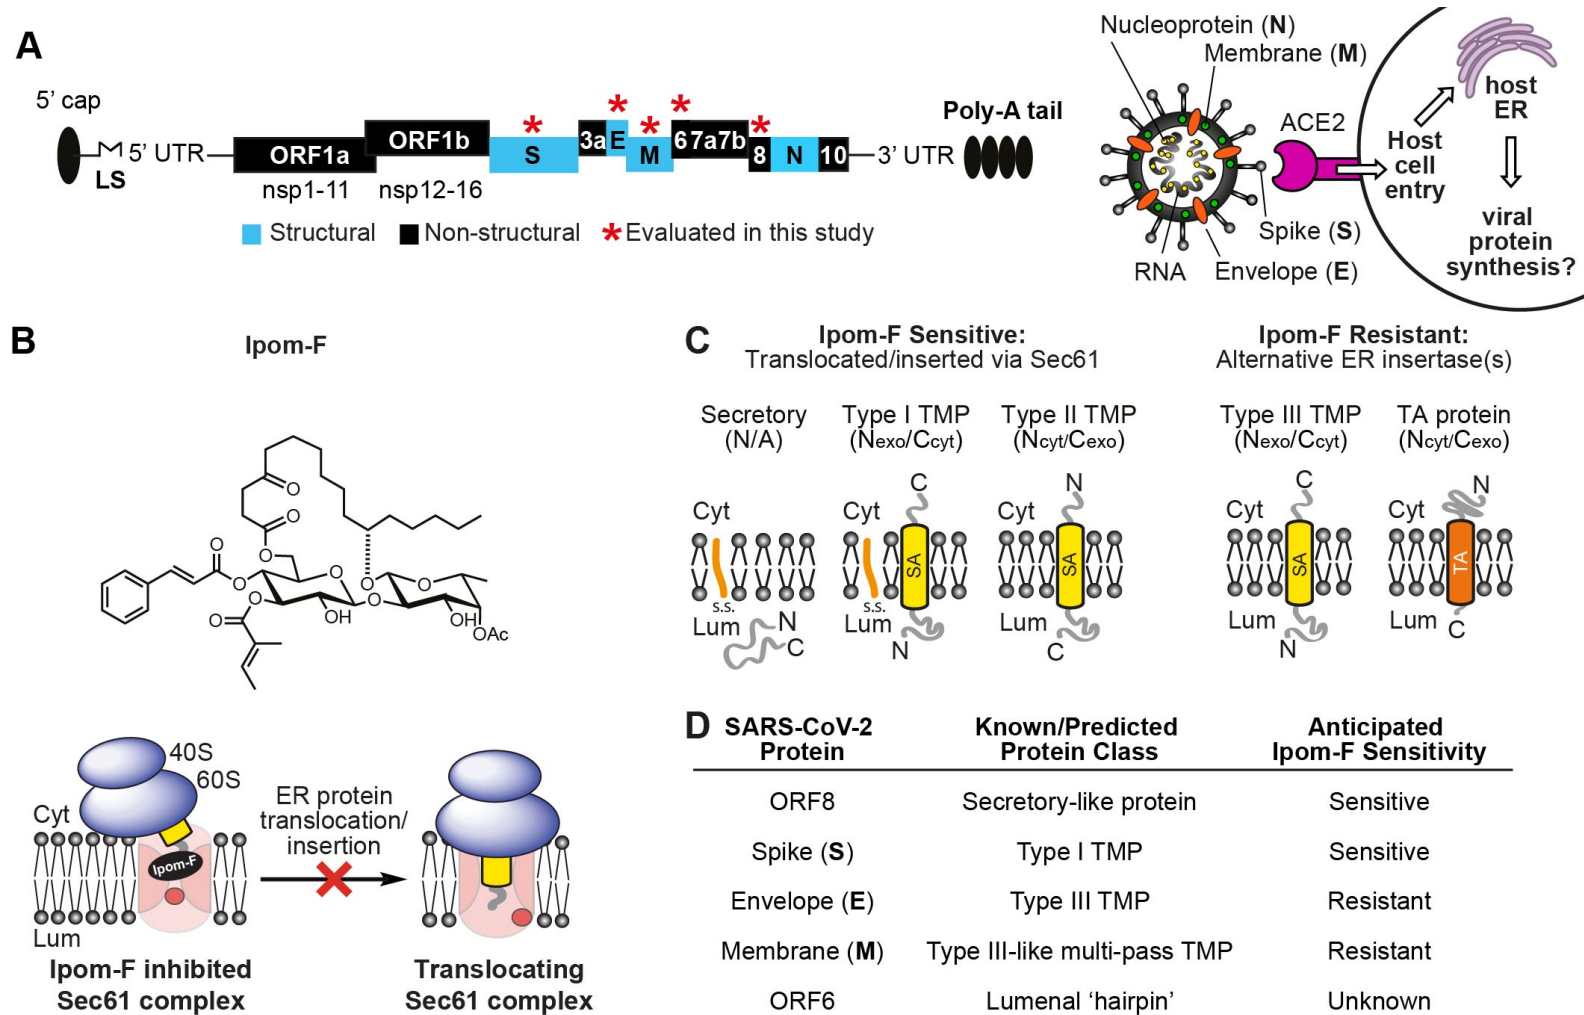 A
5’ cap
LS
5’ UTR
ORF1a
ORF1b
S
3a
E
M
6
7a
7b
8
N
10
3’ UTR
Poly-A tail
nsp1-11
nsp12-16
Structural
Non-structural
* Evaluated in this study
Nucleoprotein (N)
Membrane (M)
ACE2
Spike (S)
RNA
Envelope (E)
Host
cell
entry
host
ER
viral
protein
synthesis?
B
Ipom-F
O
O
O
O
O
O
O
O
O
O
O
O
OH
OH
OAc
40S
60S
Cyt
Ipom-F
Lum
ER protein
translocation/
insertion
Ipom-F inhibited
Sec61 complex
Translocating
Sec61 complex
C
Ipom-F Sensitive:
Translocated/inserted via Sec61
Ipom-F Resistant:
Alternative ER insertase(s)
Secretory
(N/A)
Type I TMP
(Nexo/Ccyt)
Type II TMP
(Ncyt/Cexo)
Type III TMP
(Nexo/Ccyt)
TA protein
(Ncyt/Cexo)
Cyt
s.s.
Lum
N
C
Cyt
C
SA
s.s.
Lum
N
Cyt
N
SA
Lum
C
Cyt
C
SA
Lum
N
Cyt
N
TA
Lum
C
D
SARS-CoV-2 Known/Predicted Anticipated
Protein Protein Class Ipom-F Sensitivity
ORF8 Secretory-like protein Sensitive
Spike (S) Type I TMP Sensitive
Envelope (E) Type III TMP Resistant
Membrane (M) Type III-like multi-pass TMP Resistant
ORF6 Lumenal ‘hairpin’ Unknown